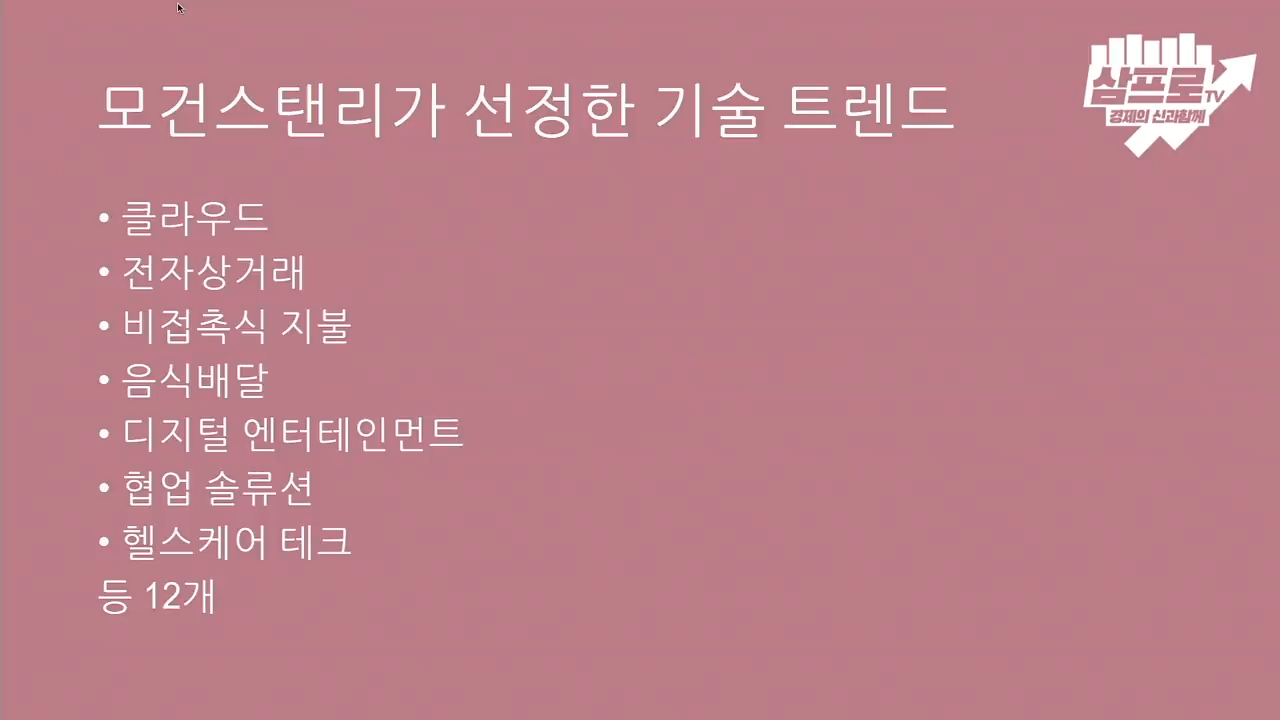 모건스탠리가 선정한 기술 트렌드
삼프로TV
경제의 신과함께
• 클라우드
• 전자상거래
• 비접촉식 지불
• 음식배달
• 디지털 엔터테인먼트
• 협업 솔류션
• 헬스케어 테크
등 12개